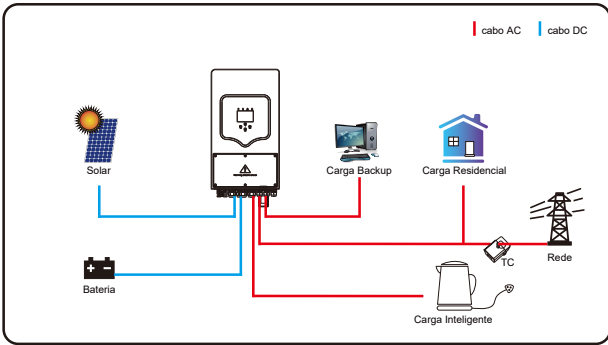 cabo AC
cabo DC
Solar
Carga Backup
Carga Residencial
Rede
TC
Bateria
Carga Inteligente